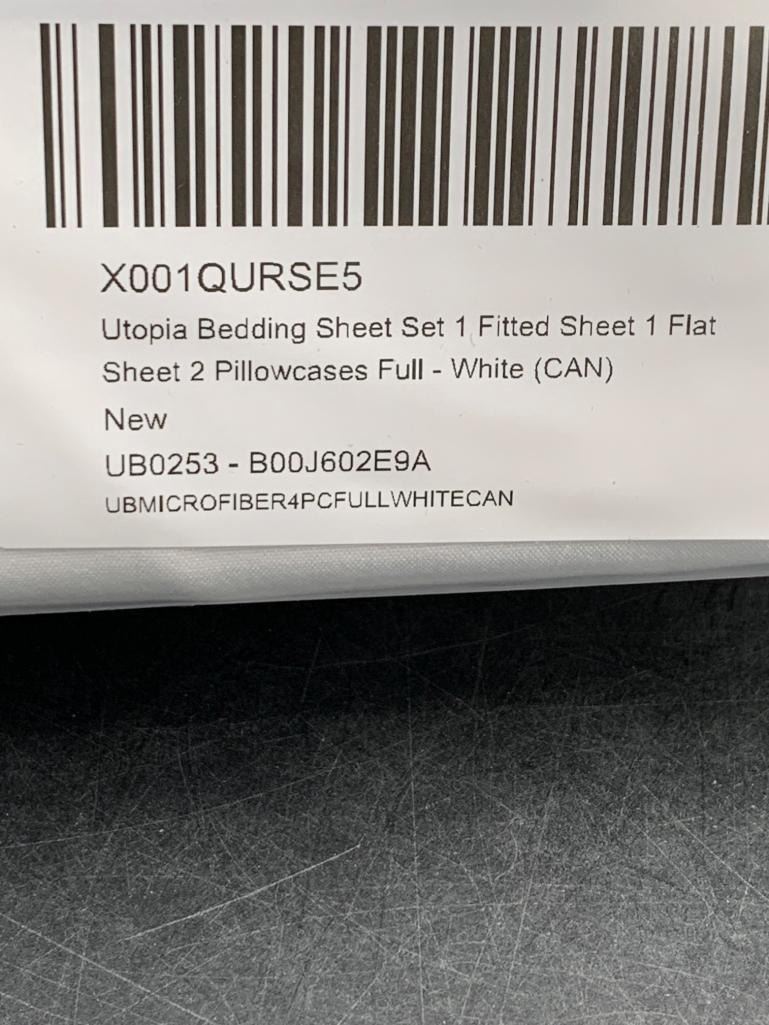 X001QURSE5
Utopia Bedding Sheet Set 1 Fitted Sheet 1 Flat
Sheet 2 Pillowcases Full - White (CAN)
New
UB0253 - B00J602E9A
UBMICROFIBER4PCFULLWHITECAN